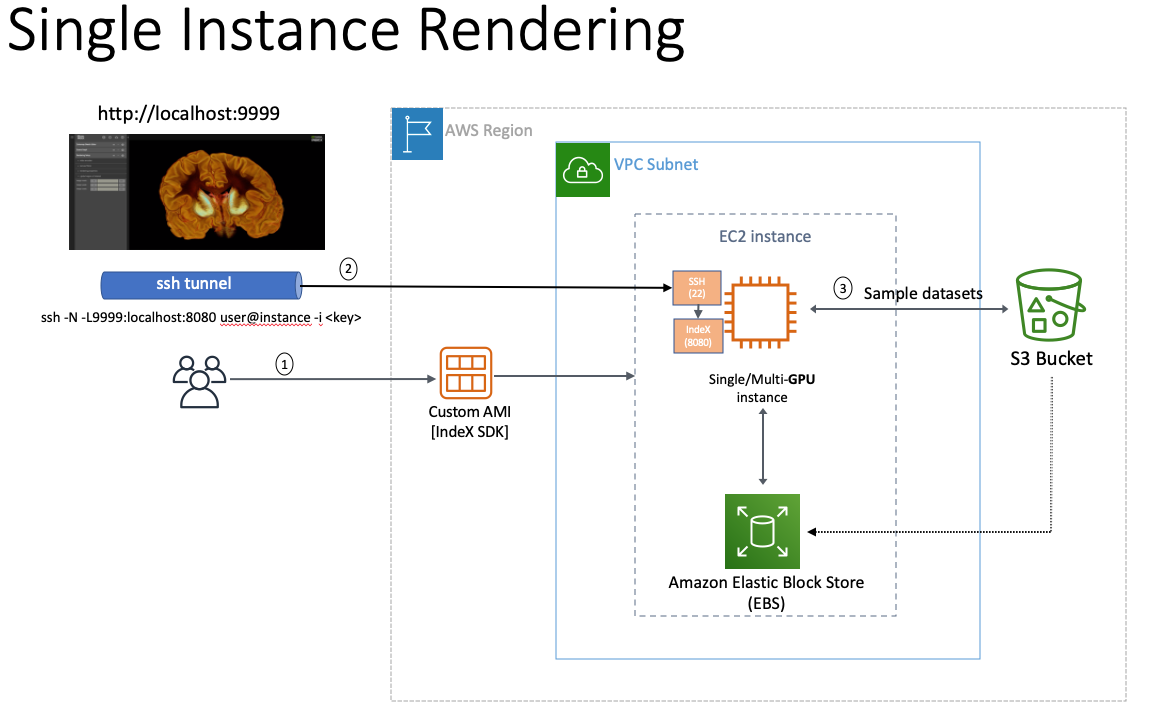 Single Instance Rendering
http://localhost:9999
AWS Region
VPC Subnet
EC2 instance
ssh tunnel
2
SSH
(22)
3
Sample datasets
ssh -N -L9999:localhost:8080 user@instance -i <key>
IndeX
(8080)
S3 Bucket
1
Single/Multi-GPU
instance
Custom AMI
[IndeX SDK]
Amazon Elastic Block Store
(EBS)